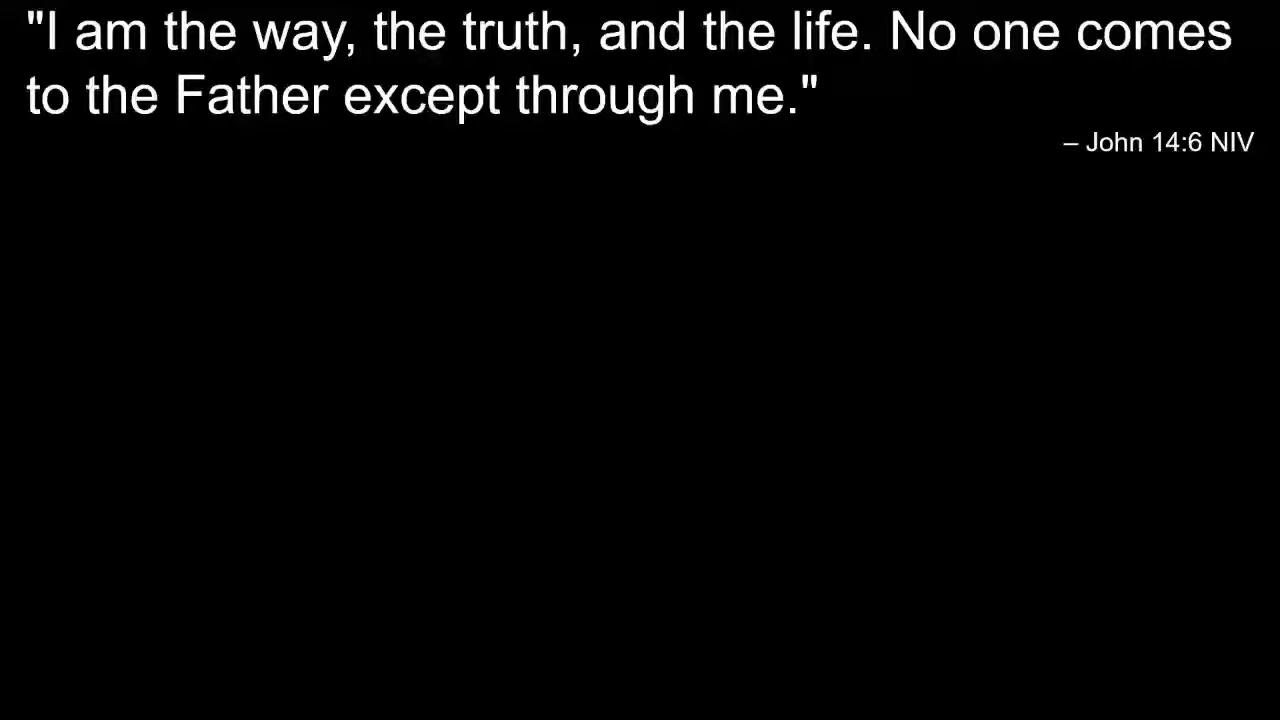 "I am the way, the truth, and the life. No one comes
to the Father except through me."
– John 14:6 NIV